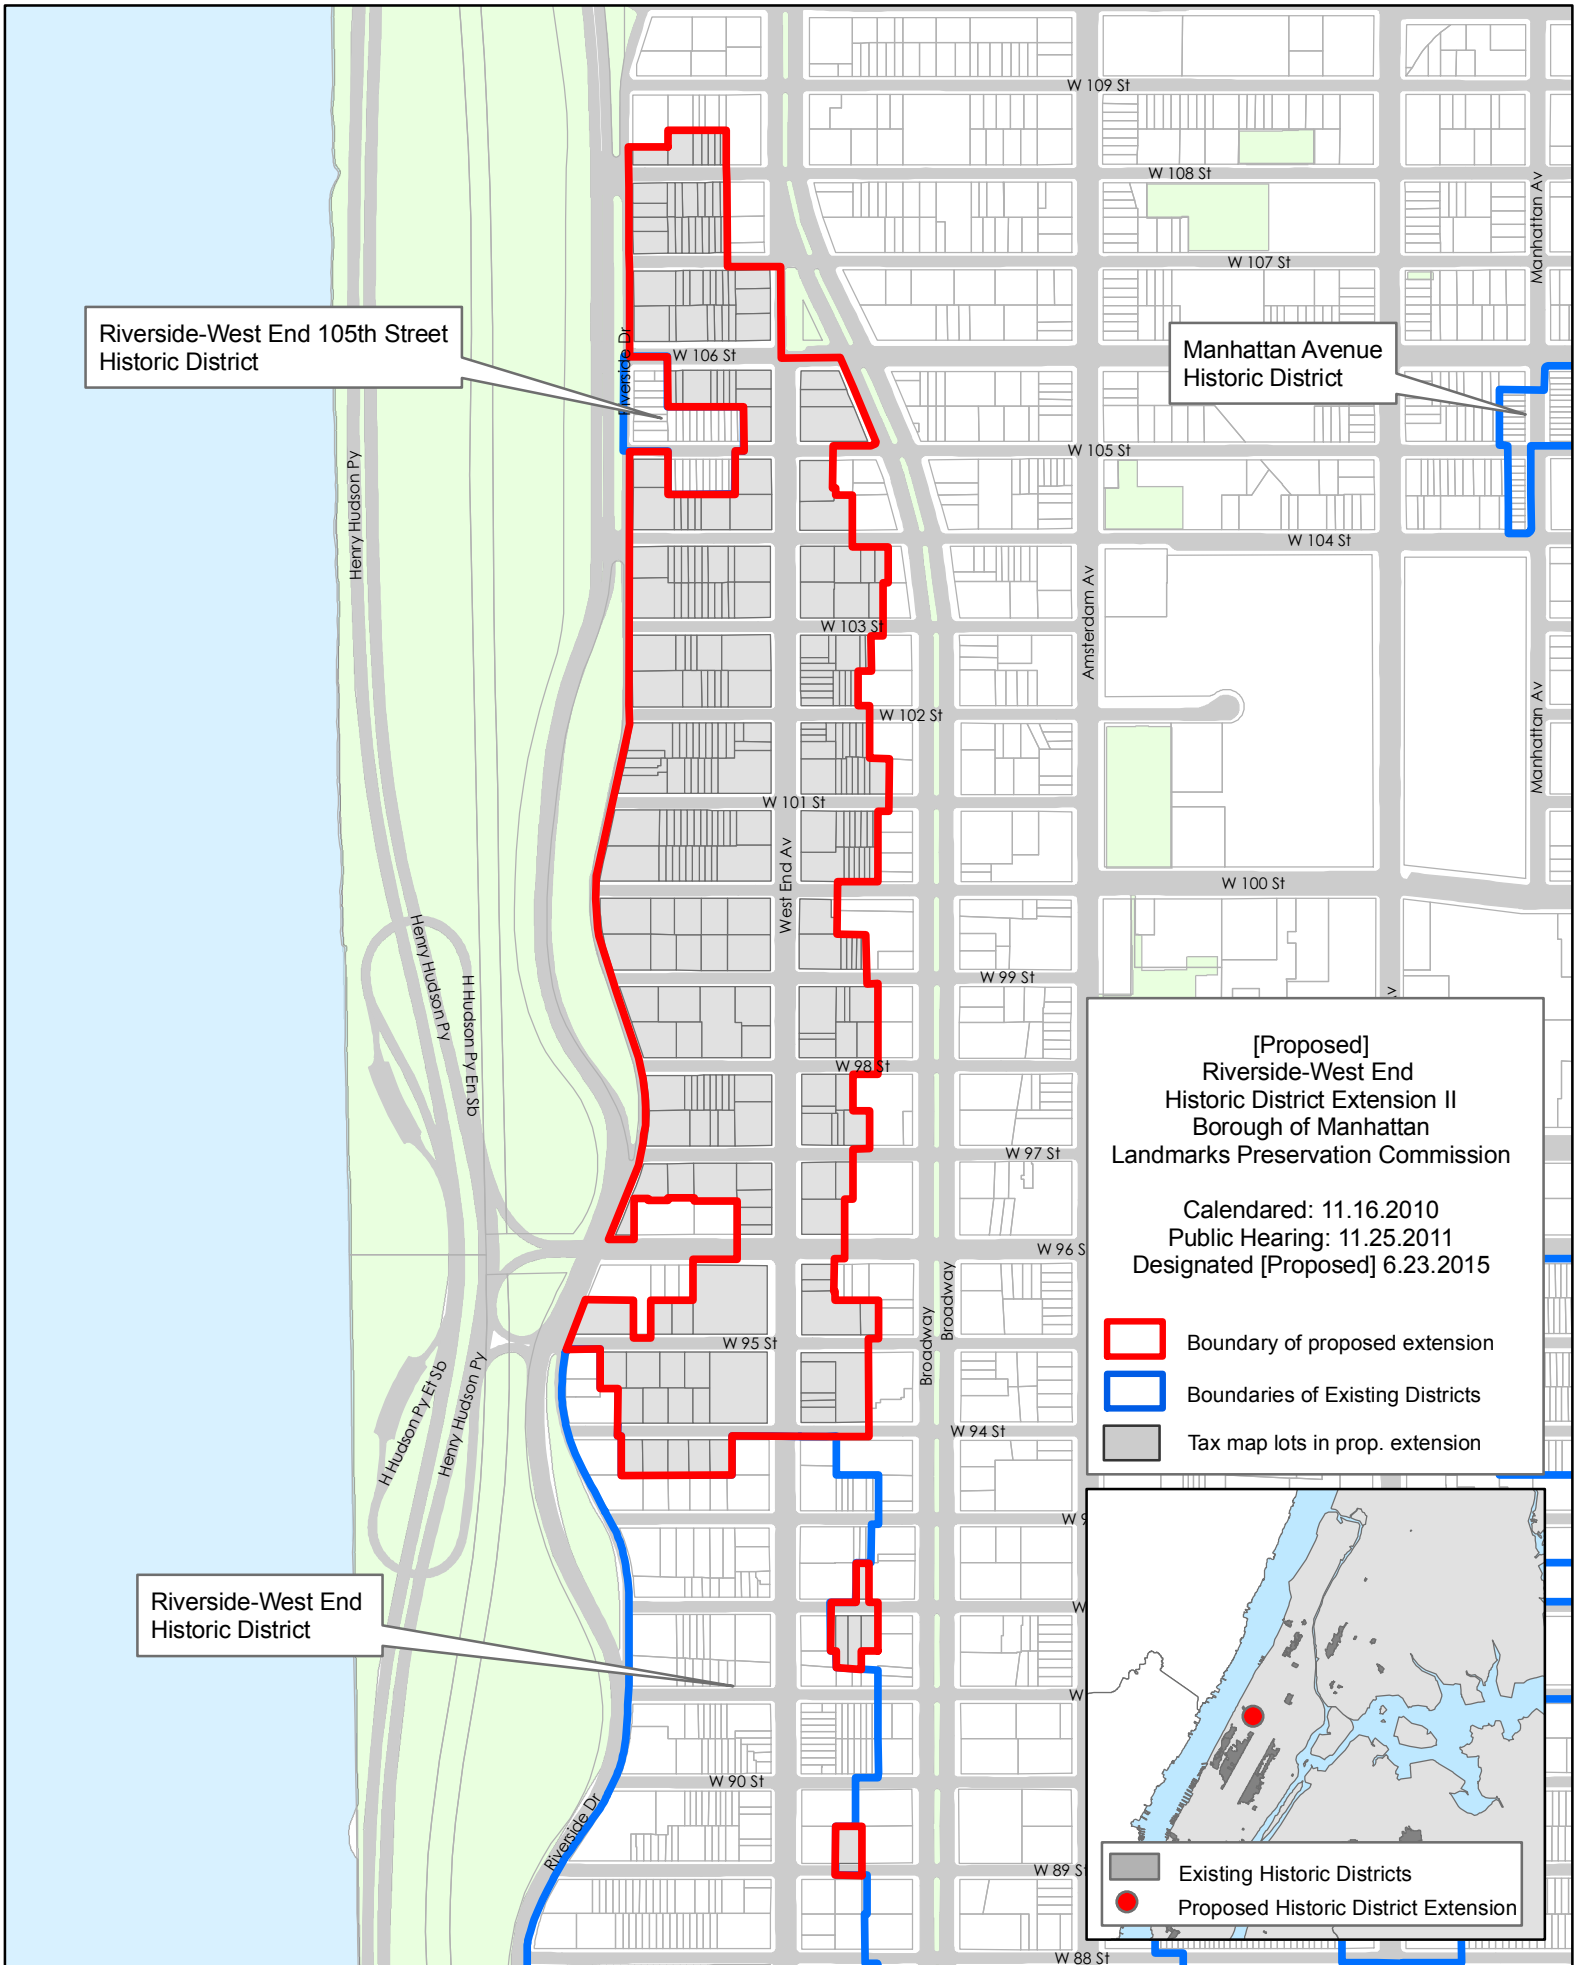 W 109 St
W 108 St
Manhattan Av
W 107 St
Riverside-West End 105th Street
Historic District
Riverside Dr
W 106 St
Manhattan Avenue
Historic District
W 105 St
Henry Hudson Py
W 104 St
Amsterdam Av
W 103 St
W 102 St
Manhattan Av
W 101 St
West End Av
W 100 St
Henry Hudson Py
H Hudson Py En Sb
W 99 St
W 98 St
W 97 St
W 96 S
[Proposed]
Riverside-West End
Historic District Extension II
Borough of Manhattan
Landmarks Preservation Commission
Calendared: 11.16.2010
Public Hearing: 11.25.2011
Designated [Proposed] 6.23.2015
Boundary of proposed extension
Boundaries of Existing Districts
Tax map lots in prop. extension
Broadway
Broadway
W 95 St
H Hudson Py Et Sb
Henry Hudson Py
W 94 St
W 9
W
W
Riverside-West End
Historic District
W 90 St
Riverside Dr
W 89 S
W 88 St
Existing Historic Districts
Proposed Historic District Extension